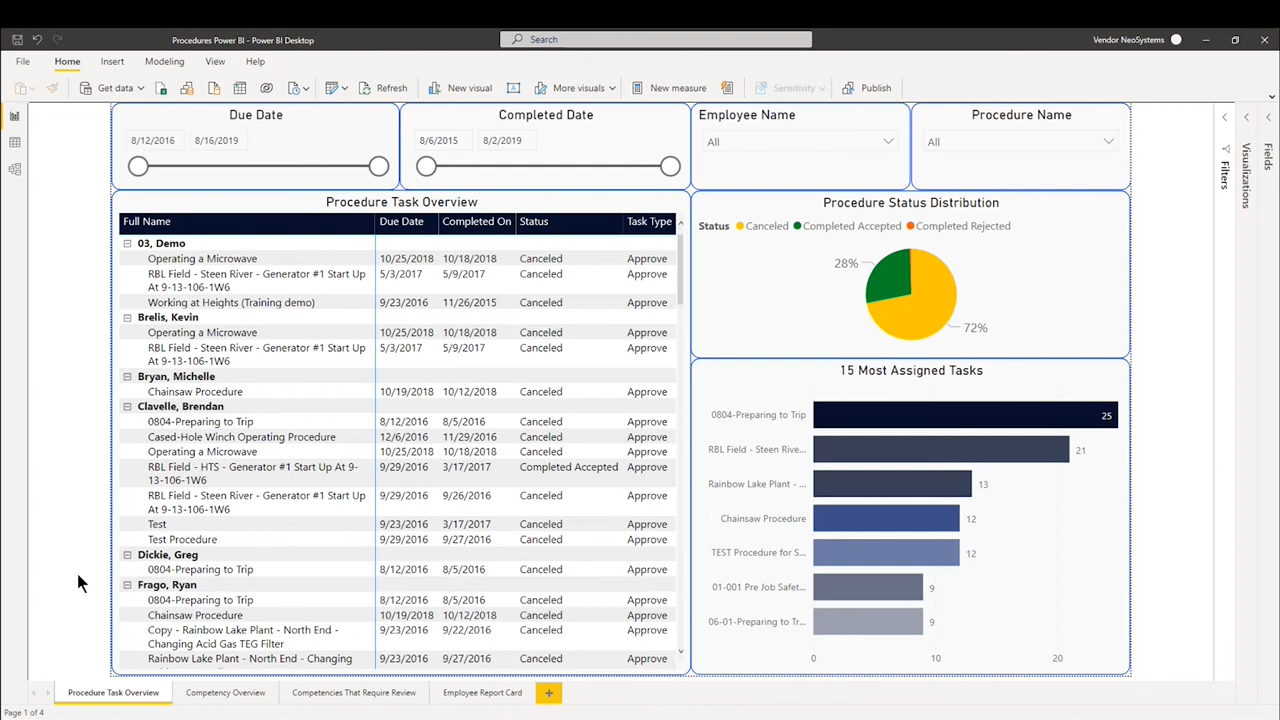 Procedures Power BI - Power BI Desktop
Search
Vendor NeoSystems
File Home Insert Modeling View Help
Get data Refresh New visual More visuals New measure Sensitivity Publish
Due Date
8/12/2016 8/16/2019
Completed Date
8/6/2015 8/2/2019
Employee Name
All
Procedure Name
All
Filters
Visualizations
Fields
Procedure Task Overview
Full Name Due Date Completed On Status Task Type
03, Demo
Operating a Microwave 10/25/2018 10/18/2018 Canceled Approve
RBL Field - Steen River - Generator #1 Start Up 5/3/2017 5/9/2017 Canceled Approve
At 9-13-106-1W6
Working at Heights (Training demo) 9/23/2016 11/26/2015 Canceled Approve
Brelis, Kevin
Operating a Microwave 10/25/2018 10/18/2018 Canceled Approve
RBL Field - Steen River - Generator #1 Start Up 5/3/2017 5/9/2017 Canceled Approve
At 9-13-106-1W6
Bryan, Michelle
Chainsaw Procedure 10/19/2018 10/12/2018 Canceled Approve
Clavelle, Brendan
0804-Preparing to Trip 8/12/2016 8/5/2016 Canceled Approve
Cased-Hole Winch Operating Procedure 12/6/2016 11/29/2016 Canceled Approve
Operating a Microwave 10/25/2018 10/18/2018 Canceled Approve
RBL Field - HTS - Generator #1 Start Up At 9- 9/29/2016 3/17/2017 Completed Accepted Approve
13-106-1W6
RBL Field - Steen River - Generator #1 Start Up 9/29/2016 9/26/2016 Canceled Approve
At 9-13-106-1W6
Test 9/23/2016 3/17/2017 Canceled Approve
Test Procedure 9/29/2016 9/27/2016 Canceled Approve
Dickie, Greg
0804-Preparing to Trip 8/12/2016 8/5/2016 Canceled Approve
Frago, Ryan
0804-Preparing to Trip 8/12/2016 8/5/2016 Canceled Approve
Chainsaw Procedure 10/19/2018 10/12/2018 Canceled Approve
Copy - Rainbow Lake Plant - North End - 9/23/2016 9/22/2016 Canceled Approve
Changing Acid Gas TEG Filter
Rainbow Lake Plant - North End - Changing 9/23/2016 9/27/2016 Canceled Approve
Procedure Status Distribution
Status Canceled Completed Accepted Completed Rejected
28%
72%
15 Most Assigned Tasks
0804-Preparing to Trip 25
RBL Field - Steen Rive... 21
Rainbow Lake Plant - ... 13
Chainsaw Procedure 12
TEST Procedure for S... 12
01-001 Pre Job Safet... 9
06-01-Preparing to Tr... 9
0 10 20
Procedure Task Overview Competency Overview Competencies That Require Review Employee Report Card
Page 1 of 4